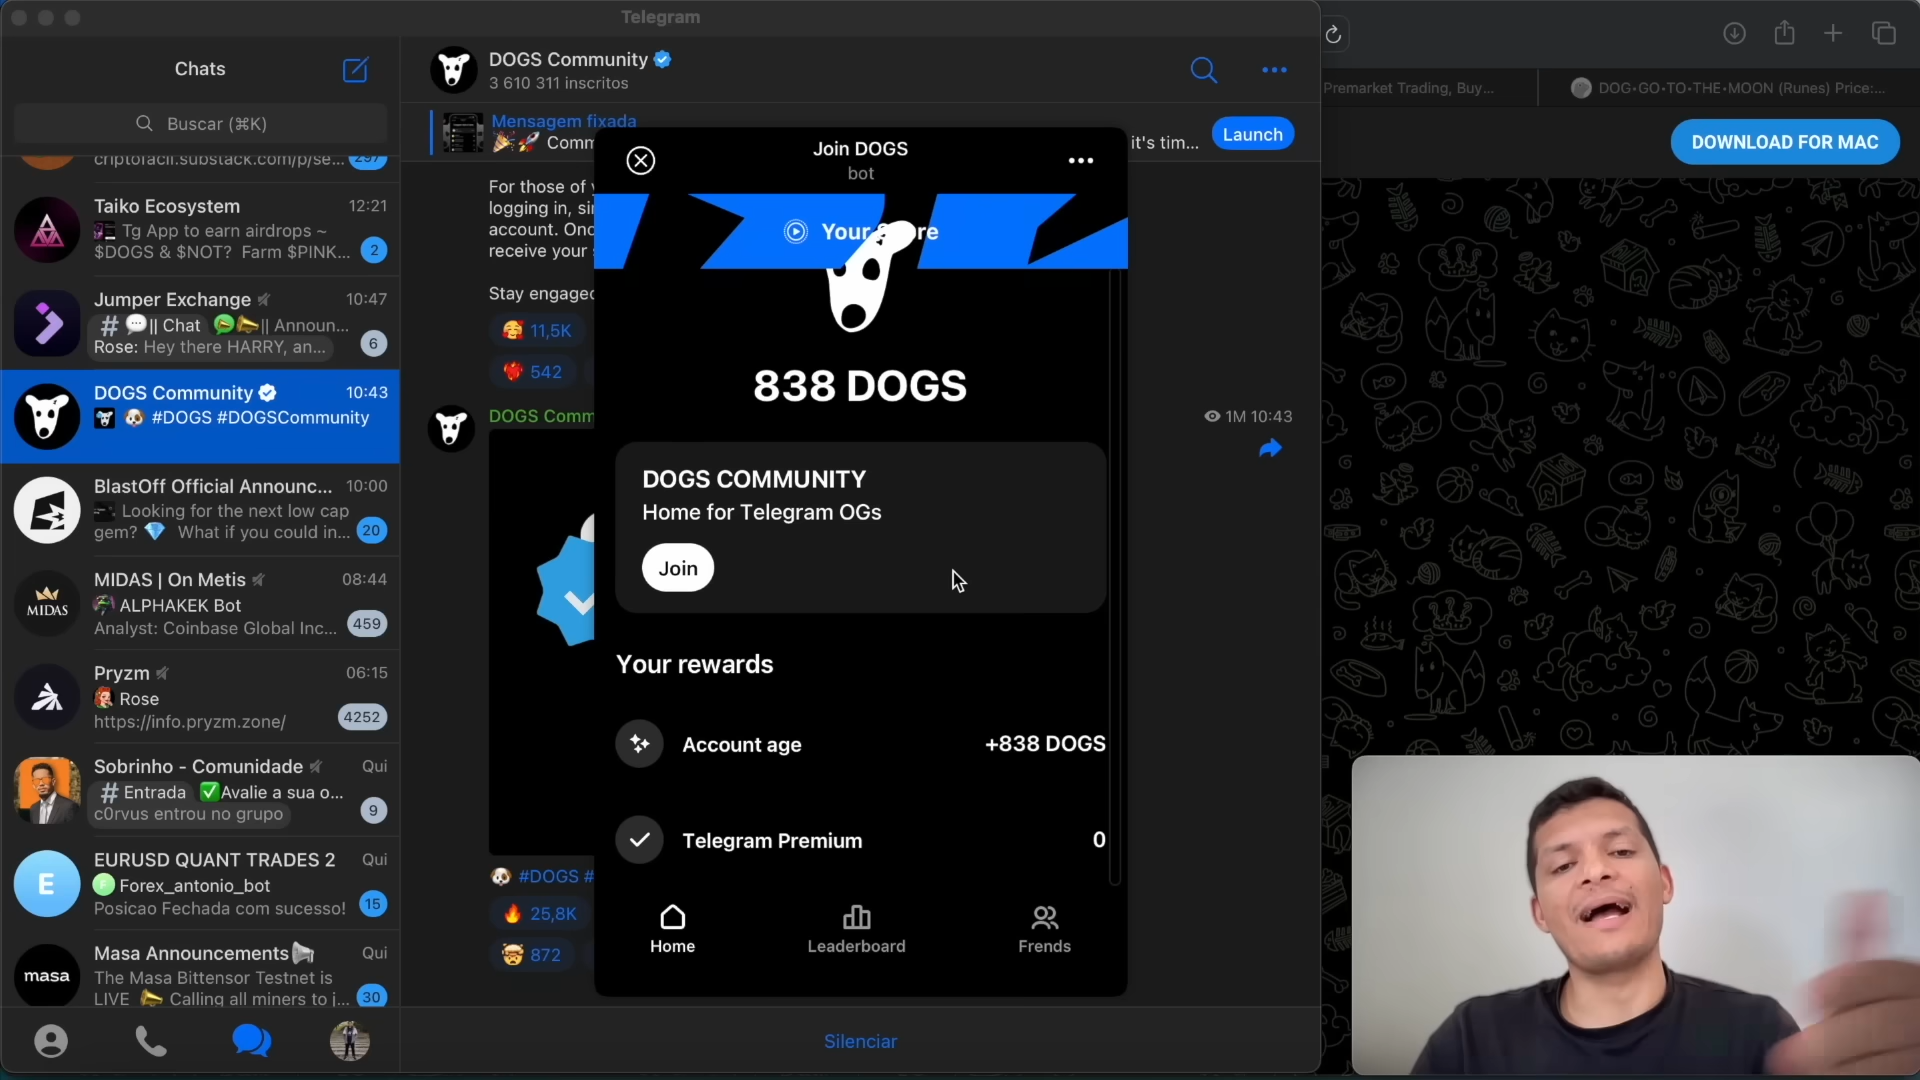 Telegram
Chats
Buscar (⌘K)
criptofacil.substack.com/p/se...
297
Taiko Ecosystem
12:21
Tg App to earn airdrops ~
$DOGS & $NOT? Farm $PINK...
2
Jumper Exchange
10:47
# 💬|| Chat
|| Announ...
Rose: Hey there HARRY, an...
6
DOGS Community
10:43
🐶 #DOGS #DOGSCommunity
BlastOff Official Announc...
10:00
Looking for the next low cap
gem? 💎 What if you could in...
20
MIDAS
MIDAS | On Metis
08:44
ALPHAKEK Bot
Analyst: Coinbase Global Inc...
459
Pryzm
06:15
Rose
https://info.pryzm.zone/
4252
Sobrinho - Comunidade
Qui
# Entrada ✅Avalie a sua o...
c0rvus entrou no grupo
9
E
EURUSD QUANT TRADES 2
Qui
F
Forex_antonio_bot
Posicao Fechada com sucesso!
15
masa
Masa Announcements
Qui
The Masa Bittensor Testnet is
LIVE 📣 Calling all miners to j...
30
DOGS Community
3 610 311 inscritos
Mensagem fixada
🎉🚀 Comm
it's tim...
Launch
For those of
logging in, si
account. Onc
receive your
Stay engaged
🥰 11,5K
542
DOGS Comm
1M 10:43
🐶 #DOGS #
🔥 25,8K
🤯 872
Silenciar
Join DOGS
bot
Your
re
838 DOGS
DOGS COMMUNITY
Home for Telegram OGs
Join
Your rewards
Account age
+838 DOGS
Telegram Premium
0
Home
Leaderboard
Frends
Premarket Trading, Buy...
DOG•GO•TO•THE•MOON (Runes) Price:...
DOWNLOAD FOR MAC